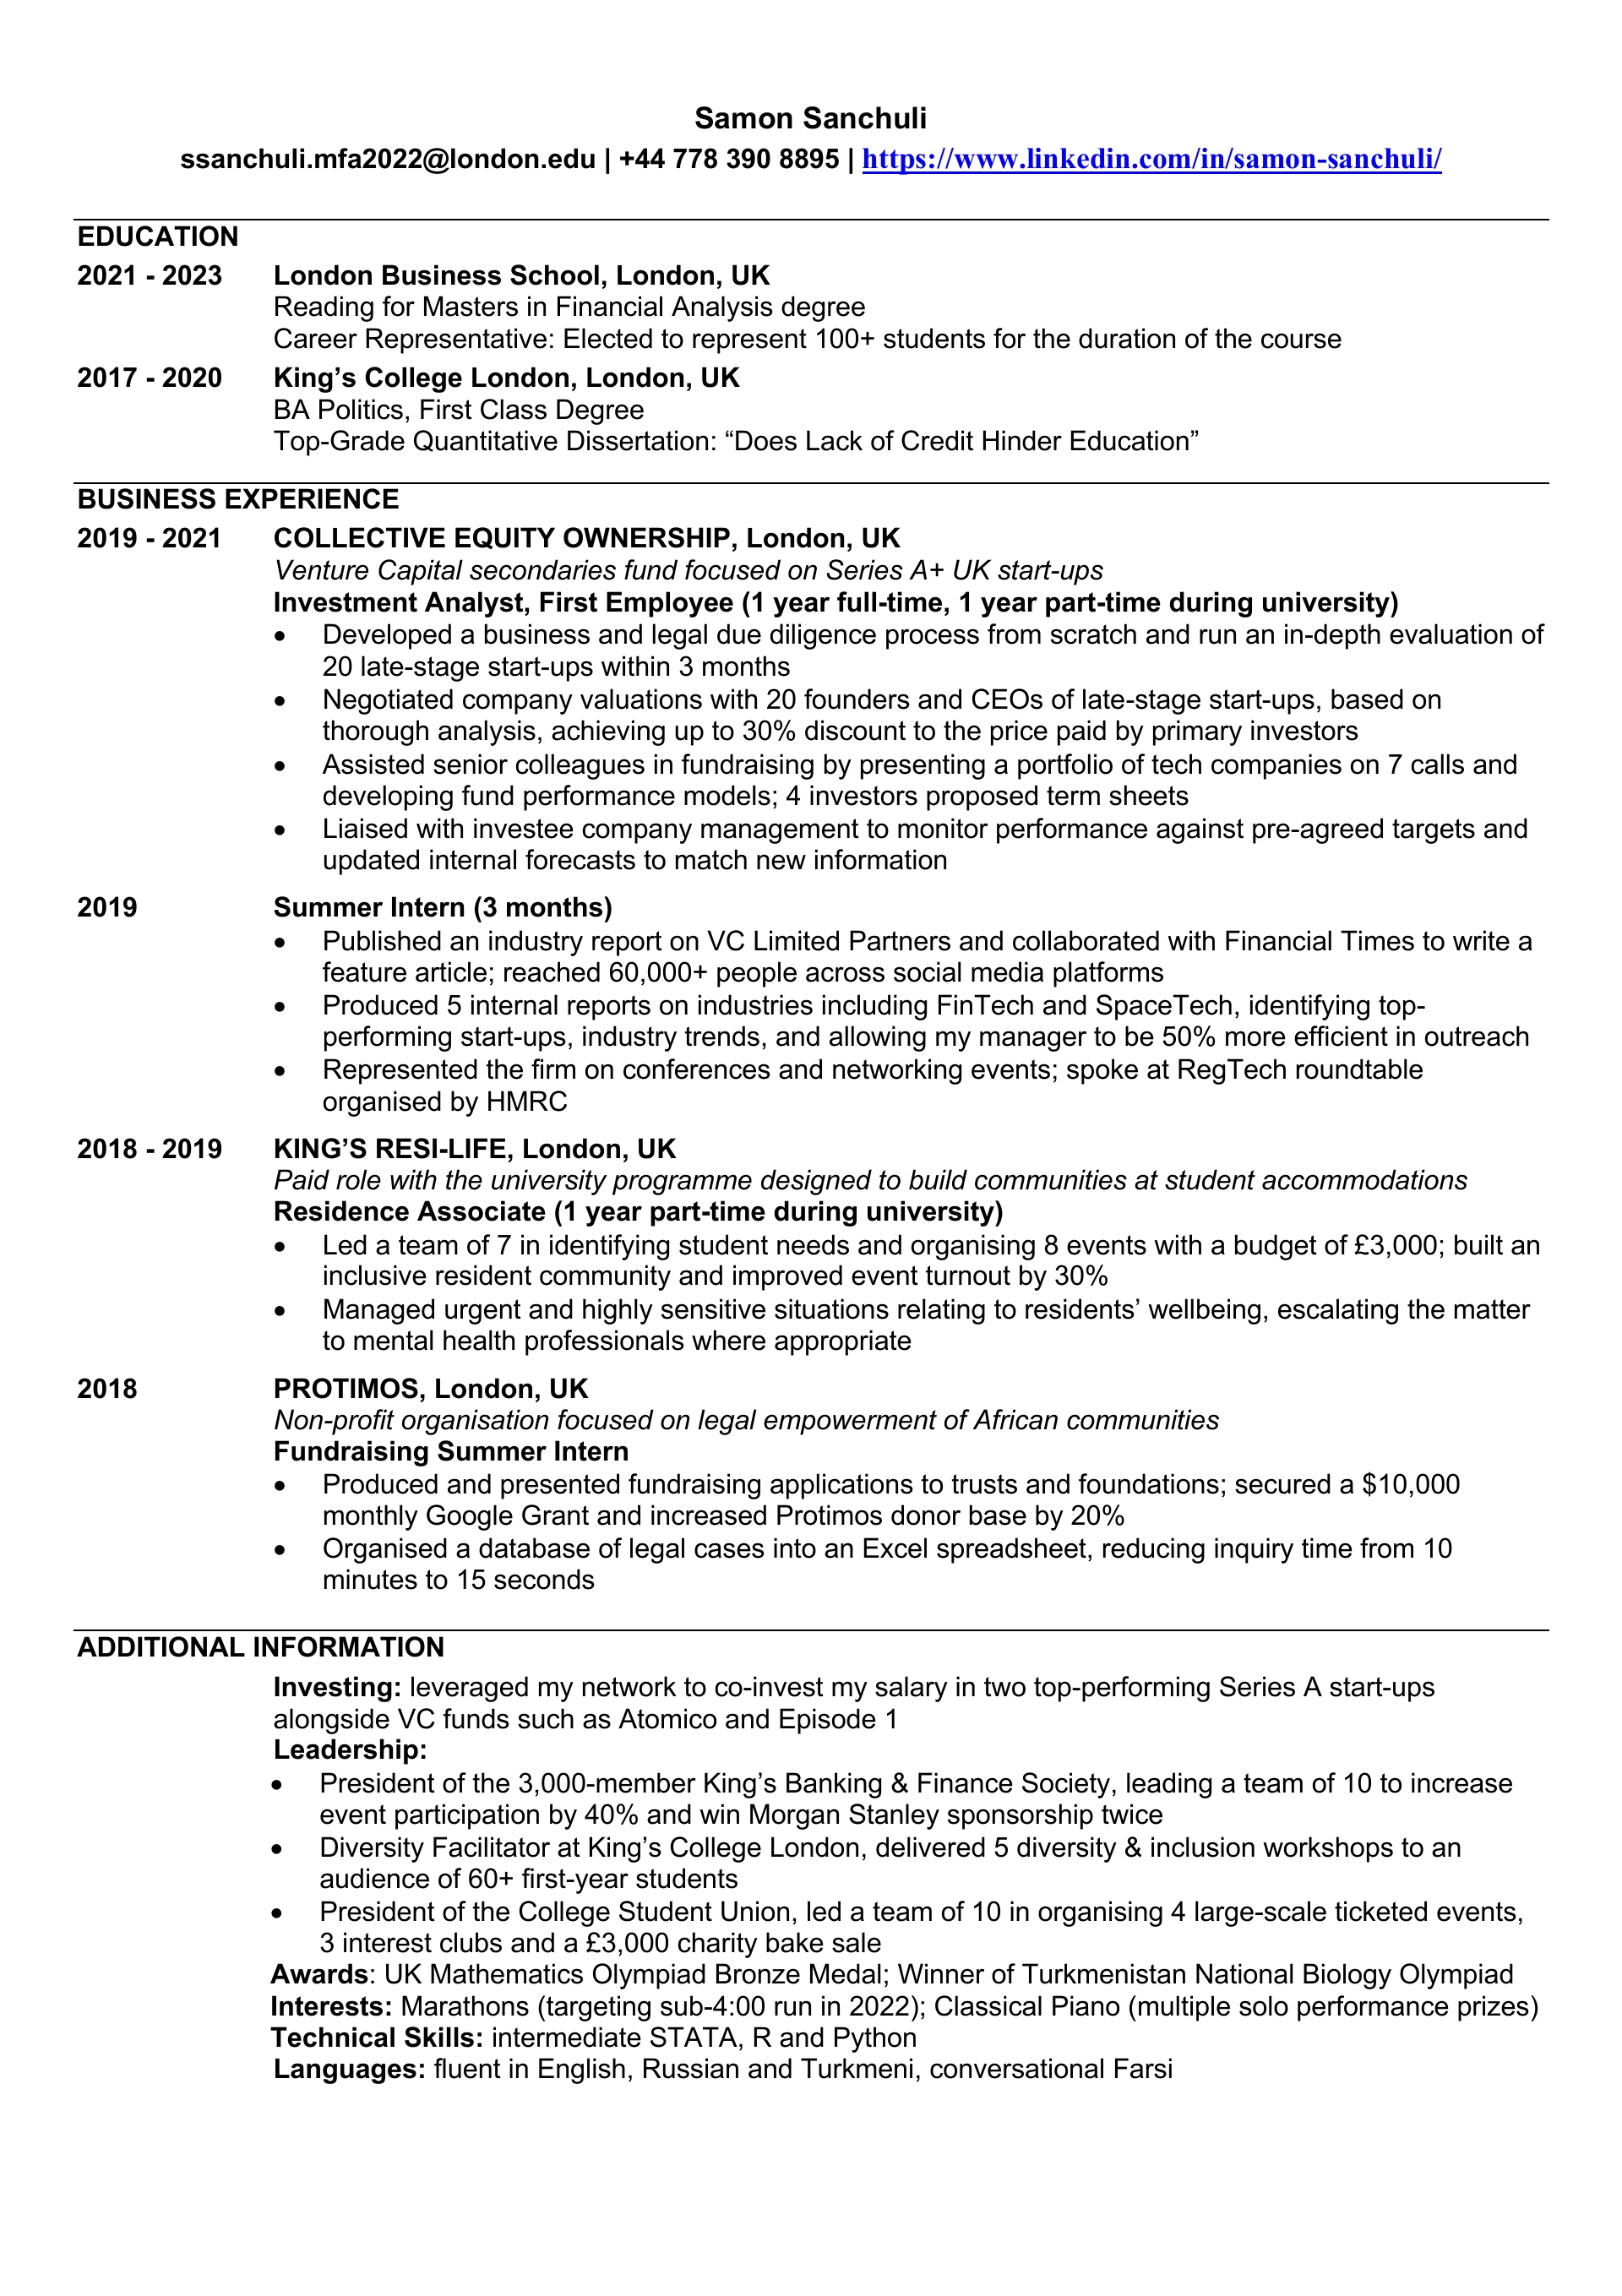 Samon Sanchuli
ssanchuli.mfa2022@london.edu | +44 778 390 8895 | https://www.linkedin.com/in/samon-sanchuli/
EDUCATION
2021 - 2023 London Business School, London, UK
Reading for Masters in Financial Analysis degree
Career Representative: Elected to represent 100+ students for the duration of the course
2017 - 2020 King’s College London, London, UK
BA Politics, First Class Degree
Top-Grade Quantitative Dissertation: “Does Lack of Credit Hinder Education”
BUSINESS EXPERIENCE
2019 - 2021 COLLECTIVE EQUITY OWNERSHIP, London, UK
Venture Capital secondaries fund focused on Series A+ UK start-ups
Investment Analyst, First Employee (1 year full-time, 1 year part-time during university)
• Developed a business and legal due diligence process from scratch and run an in-depth evaluation of
20 late-stage start-ups within 3 months
• Negotiated company valuations with 20 founders and CEOs of late-stage start-ups, based on
thorough analysis, achieving up to 30% discount to the price paid by primary investors
• Assisted senior colleagues in fundraising by presenting a portfolio of tech companies on 7 calls and
developing fund performance models; 4 investors proposed term sheets
• Liaised with investee company management to monitor performance against pre-agreed targets and
updated internal forecasts to match new information
2019 Summer Intern (3 months)
• Published an industry report on VC Limited Partners and collaborated with Financial Times to write a
feature article; reached 60,000+ people across social media platforms
• Produced 5 internal reports on industries including FinTech and SpaceTech, identifying top-
performing start-ups, industry trends, and allowing my manager to be 50% more efficient in outreach
• Represented the firm on conferences and networking events; spoke at RegTech roundtable
organised by HMRC
2018 - 2019 KING’S RESI-LIFE, London, UK
Paid role with the university programme designed to build communities at student accommodations
Residence Associate (1 year part-time during university)
• Led a team of 7 in identifying student needs and organising 8 events with a budget of £3,000; built an
inclusive resident community and improved event turnout by 30%
• Managed urgent and highly sensitive situations relating to residents’ wellbeing, escalating the matter
to mental health professionals where appropriate
2018 PROTIMOS, London, UK
Non-profit organisation focused on legal empowerment of African communities
Fundraising Summer Intern
• Produced and presented fundraising applications to trusts and foundations; secured a $10,000
monthly Google Grant and increased Protimos donor base by 20%
• Organised a database of legal cases into an Excel spreadsheet, reducing inquiry time from 10
minutes to 15 seconds
ADDITIONAL INFORMATION
Investing: leveraged my network to co-invest my salary in two top-performing Series A start-ups
alongside VC funds such as Atomico and Episode 1
Leadership:
• President of the 3,000-member King’s Banking & Finance Society, leading a team of 10 to increase
event participation by 40% and win Morgan Stanley sponsorship twice
• Diversity Facilitator at King’s College London, delivered 5 diversity & inclusion workshops to an
audience of 60+ first-year students
• President of the College Student Union, led a team of 10 in organising 4 large-scale ticketed events,
3 interest clubs and a £3,000 charity bake sale
Awards: UK Mathematics Olympiad Bronze Medal; Winner of Turkmenistan National Biology Olympiad
Interests: Marathons (targeting sub-4:00 run in 2022); Classical Piano (multiple solo performance prizes)
Technical Skills: intermediate STATA, R and Python
Languages: fluent in English, Russian and Turkmeni, conversational Farsi